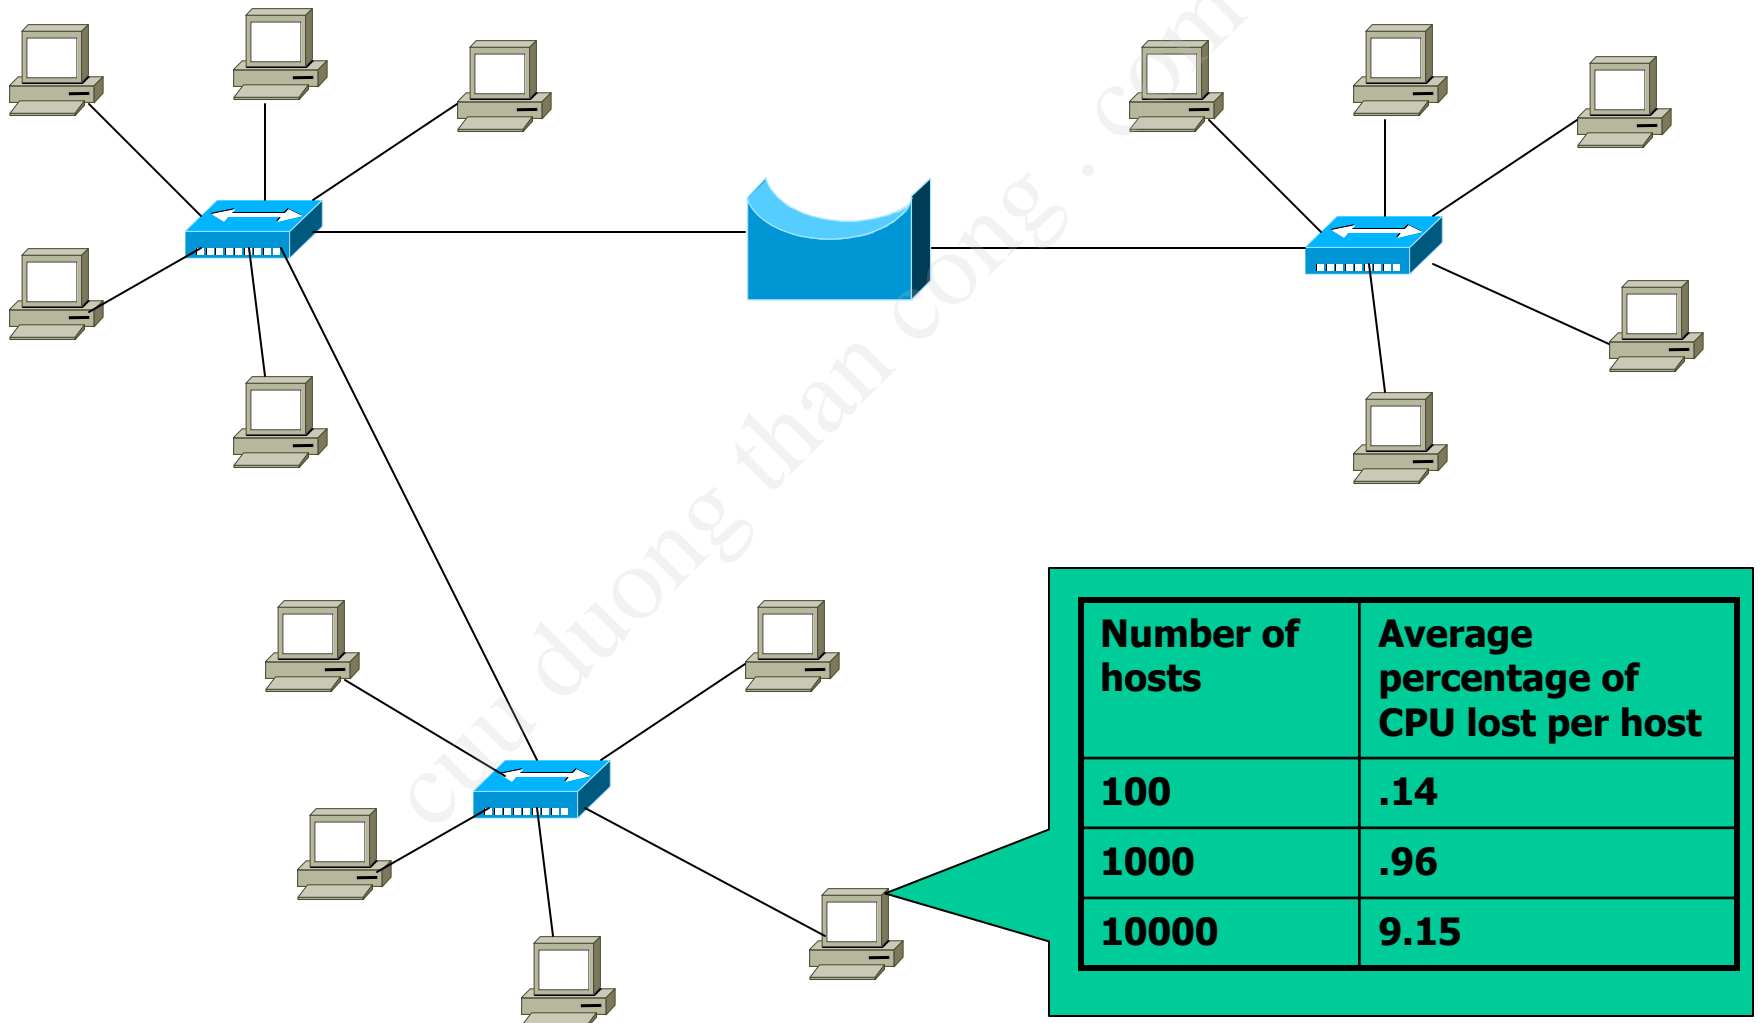 cuu duong than cong . com
Number of
hosts
Average
percentage of
CPU lost per host
100
.14
1000
.96
10000
9.15